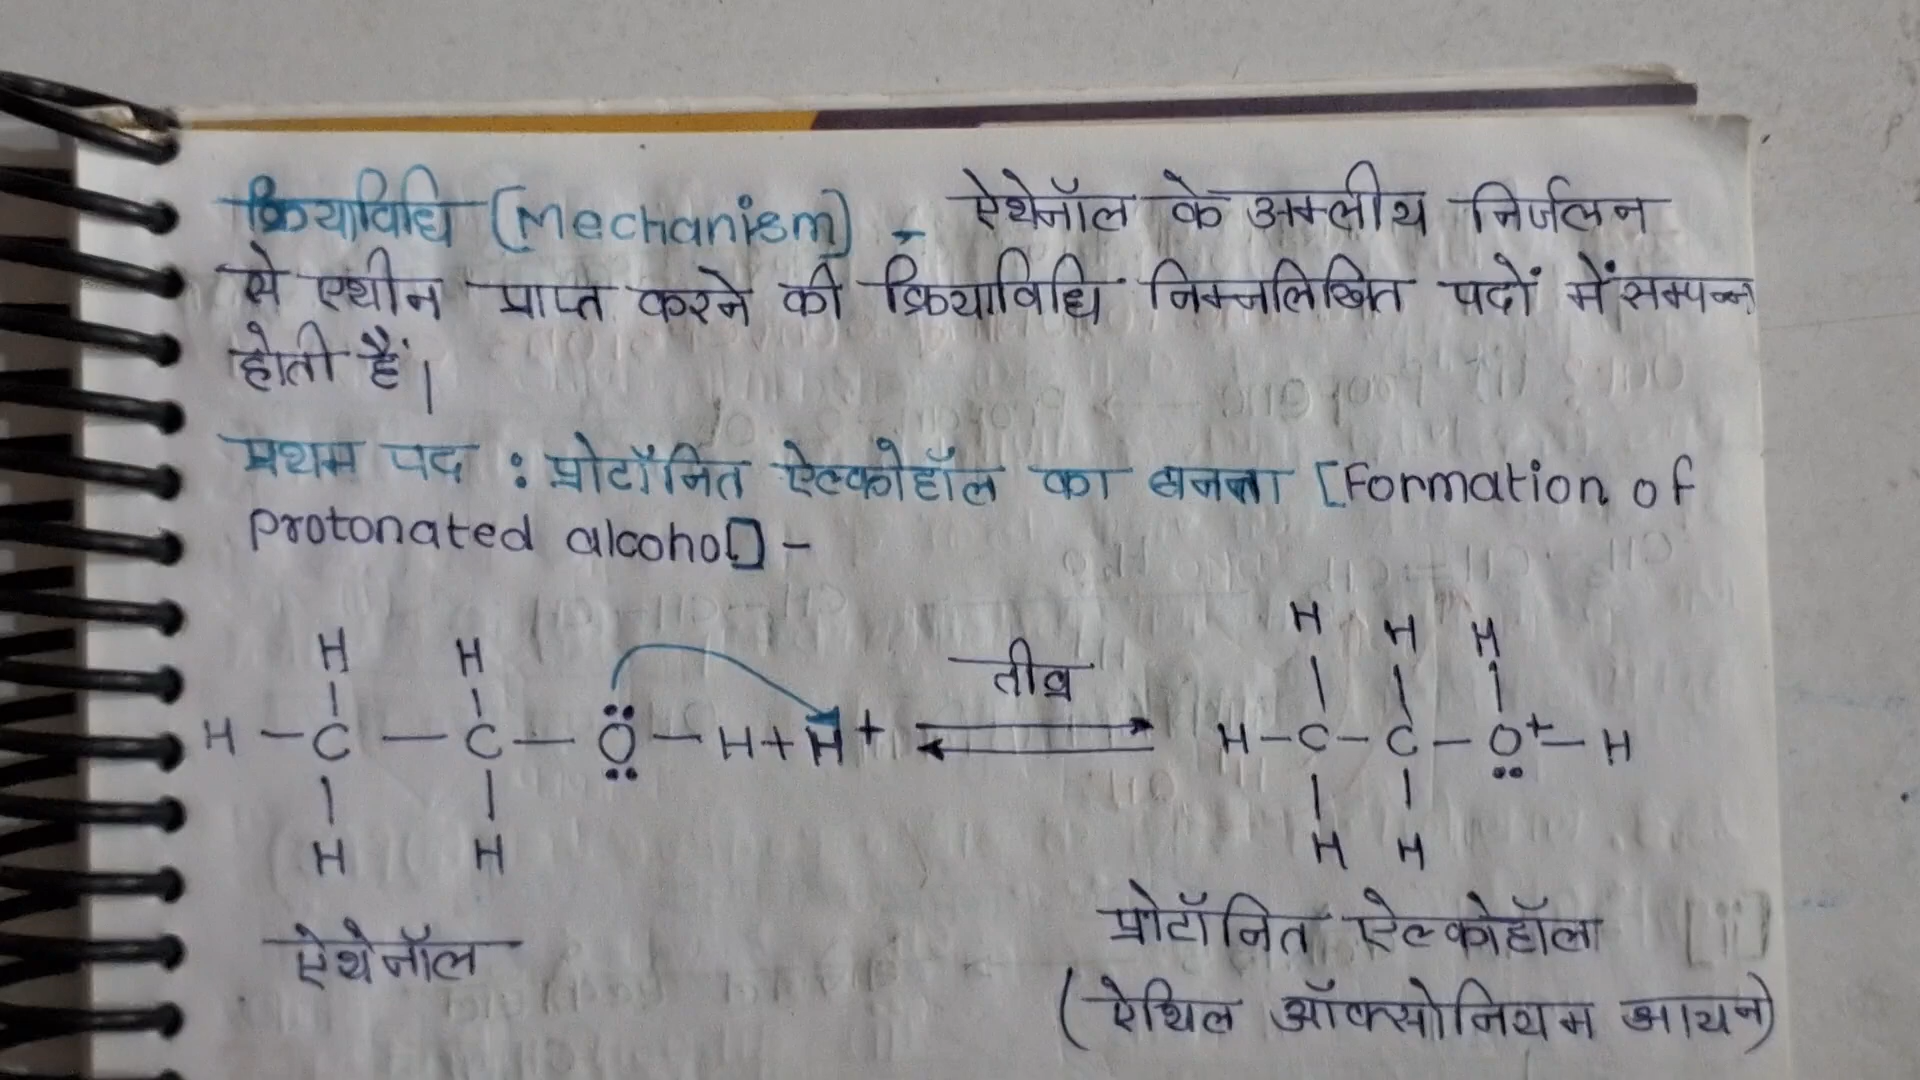 क्रियाविधि (Mechanism) - ऐथेनॉल के अम्लीय निर्जलन
से एथीन प्राप्त करने की क्रियाविधि निम्नलिखित पदों में सम्पन्न
होती हैं।
प्रथम पद : प्रोटॉनित ऐल्कोहॉल का बनना [Formation of
protonated alcohol] -
H H H H H
तीव्र
H - C - C - Ö - H + H+ ⇌ H - C - C - O+ - H
H H H H
ऐथेनॉल
प्रोटॉनित ऐल्कोहॉल
(ऐथिल ऑक्सोनियम आयन)